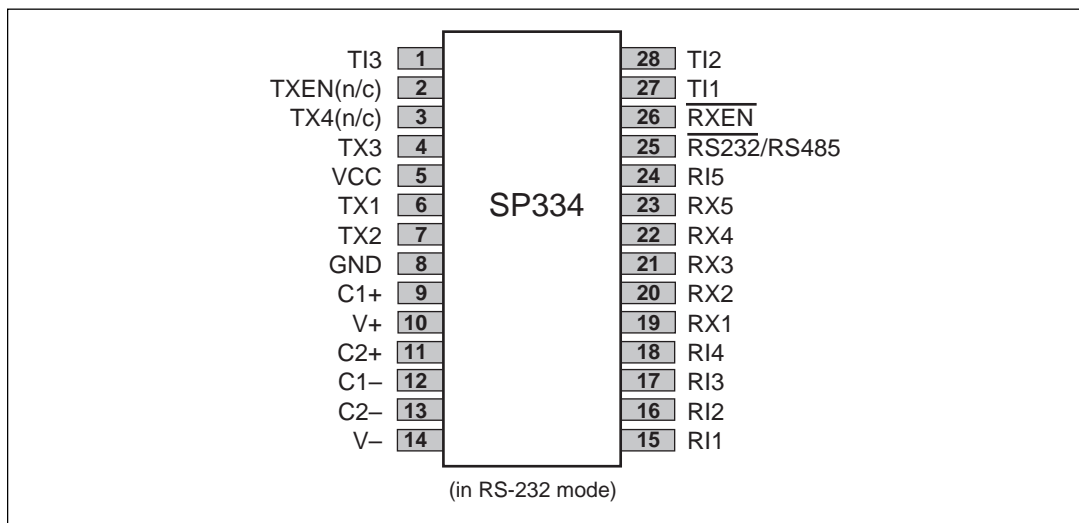 TI3 1 28 TI2
TXEN(n/c) 2 27 TI1
TX4(n/c) 3 26 RXEN
TX3 4 25 RS232/RS485
VCC 5 24 RI5
TX1 6 SP334 23 RX5
TX2 7 22 RX4
GND 8 21 RX3
C1+ 9 20 RX2
V+ 10 19 RX1
C2+ 11 18 RI4
C1– 12 17 RI3
C2– 13 16 RI2
V– 14 15 RI1
(in RS-232 mode)